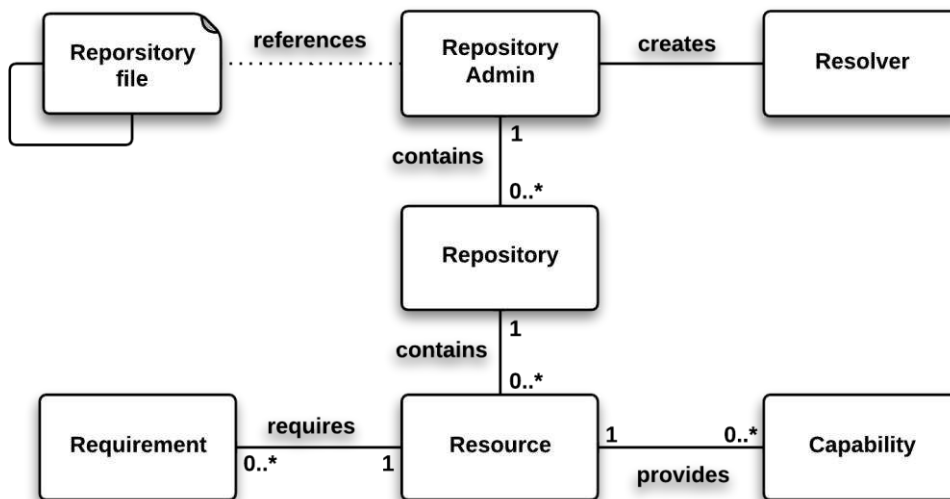 Reporsitory
file
references
Repository
Admin
creates
Resolver
1
contains
0..*
Repository
1
contains
0..*
Requirement
requires
0..*
1
Resource
1
0..*
provides
Capability